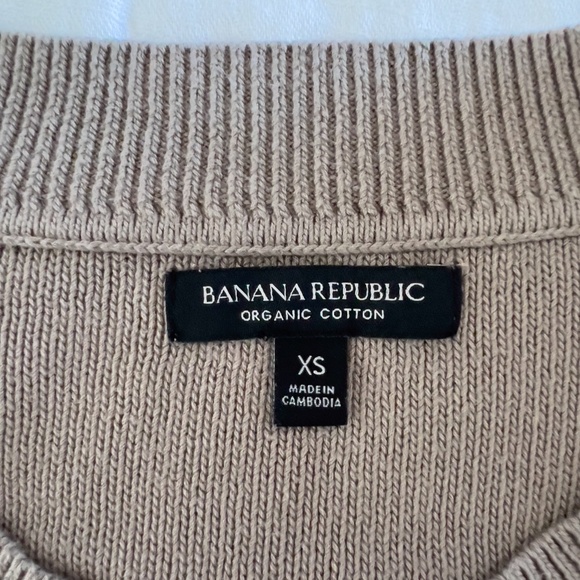 BANANA REPUBLIC
ORGANIC COTTON
XS
MADE IN
CAMBODIA